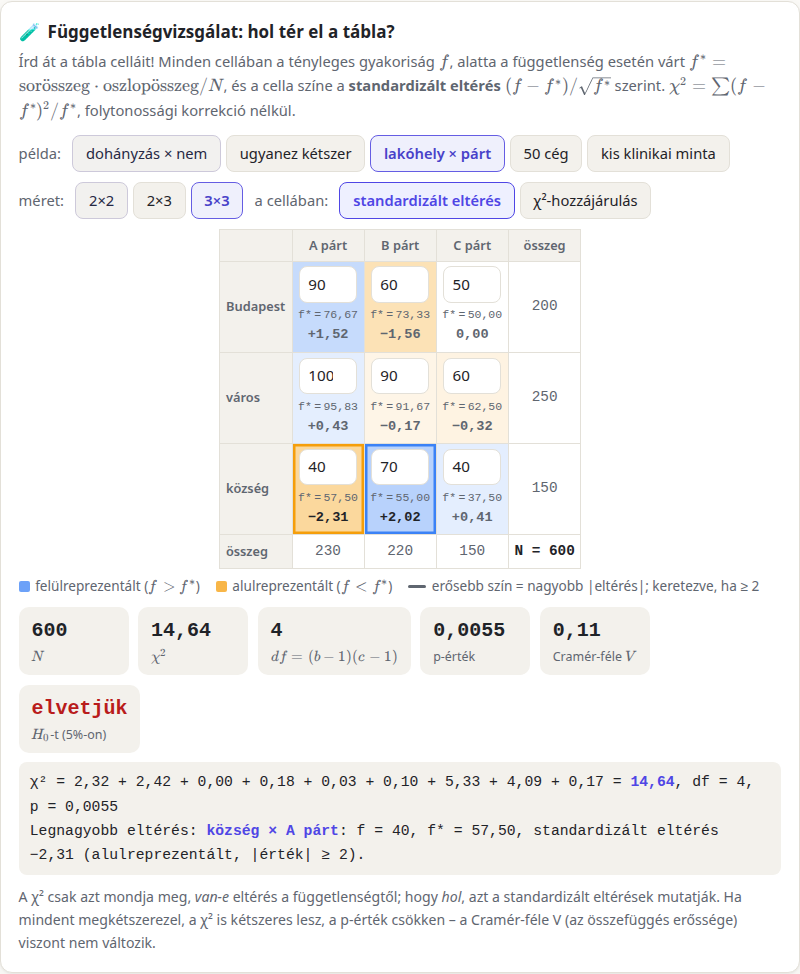 🧪 Függetlenségvizsgálat: hol tér el a tábla?
Írd át a tábla celláit! Minden cellában a tényleges gyakoriság f, alatta a függetlenség esetén várt f* =
sorösszeg · oszlopösszeg/N, és a cella színe a standardizált eltérés (f − f*)/√f* szerint. χ² = ∑(f −
f*)²/f*, folytonossági korrekció nélkül.
példa: dohányzás × nem ugyanez kétszer lakóhely × párt 50 cég kis klinikai minta
méret: 2×2 2×3 3×3 a cellában: standardizált eltérés χ²-hozzájárulás
A párt B párt C párt összeg
90 60 50
Budapest f* = 76,67 f* = 73,33 f* = 50,00 200
+1,52 −1,56 0,00
100 90 60
város f* = 95,83 f* = 91,67 f* = 62,50 250
+0,43 −0,17 −0,32
40 70 40
község f* = 57,50 f* = 55,00 f* = 37,50 150
−2,31 +2,02 +0,41
összeg 230 220 150 N = 600
felülreprezentált (f > f*) alulreprezentált (f < f*) erősebb szín = nagyobb |eltérés|; keretezve, ha ≥ 2
600 14,64 4 0,0055 0,11
N χ² df = (b − 1)(c − 1) p-érték Cramér-féle V
elvetjük
H₀-t (5%-on)
χ² = 2,32 + 2,42 + 0,00 + 0,18 + 0,03 + 0,10 + 5,33 + 4,09 + 0,17 = 14,64, df = 4,
p = 0,0055
Legnagyobb eltérés: község × A párt: f = 40, f* = 57,50, standardizált eltérés
−2,31 (alulreprezentált, |érték| ≥ 2).
A χ² csak azt mondja meg, van-e eltérés a függetlenségtől; hogy hol, azt a standardizált eltérések mutatják. Ha
mindent megkétszerezel, a χ² is kétszeres lesz, a p-érték csökken – a Cramér-féle V (az összefüggés erőssége)
viszont nem változik.